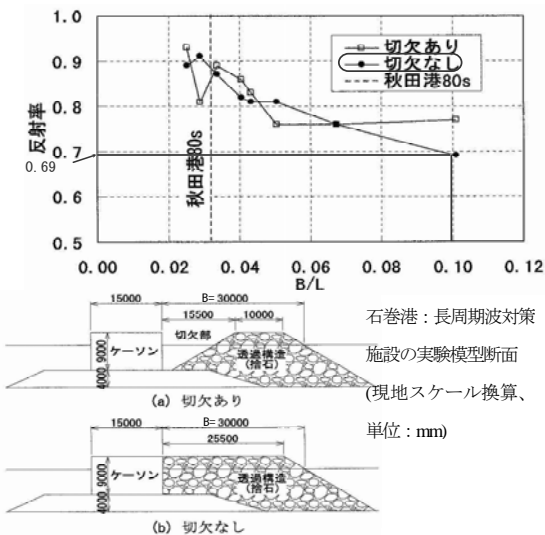 1.0
0.9
0.8
0.7
0.69
0.6
0.5
反射率
切欠あり
切欠なし
秋田港80s
秋田港80s
0.00 0.02 0.04 0.06 0.08 0.10 0.12
B/L
15000 B=30000
15500 10000
切欠部
ケーソン
透過構造
(捨石)
9000
4000
(a) 切欠あり
石巻港：長周期波対策
施設の実験模型断面
(現地スケール換算、
単位：mm)
15000 B=30000
25500
ケーソン
透過構造
(捨石)
9000
4000
(b) 切欠なし